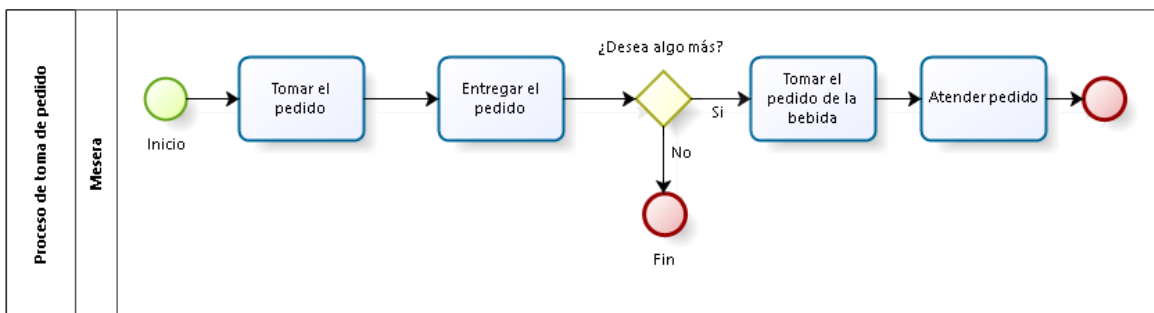 Proceso de toma de pedido
Mesera
Inicio
Tomar el
pedido
Entregar el
pedido
¿Desea algo más?
Si
No
Fin
Tomar el
pedido de la
bebida
Atender pedido